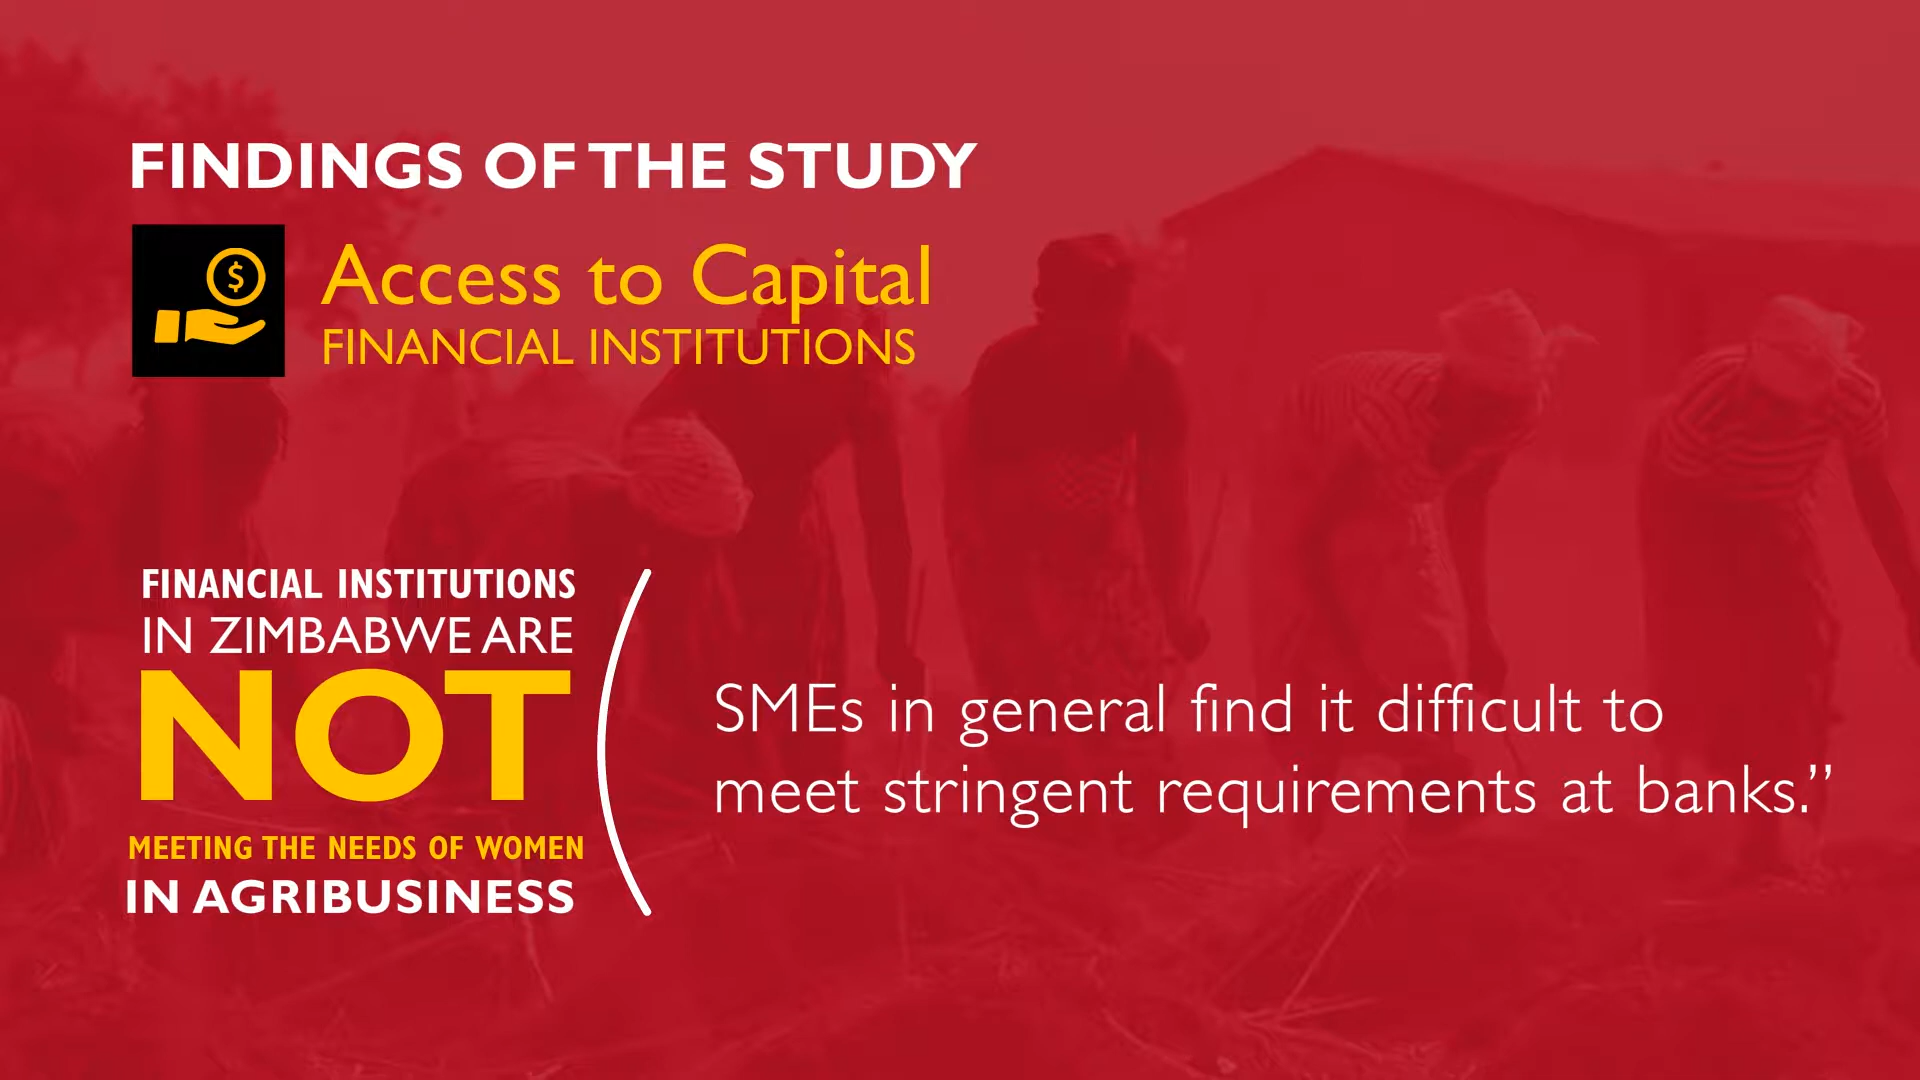 FINDINGS OF THE STUDY
$
Access to Capital
FINANCIAL INSTITUTIONS
FINANCIAL INSTITUTIONS
IN ZIMBABWE ARE
NOT
MEETING THE NEEDS OF WOMEN
IN AGRIBUSINESS
SMEs in general find it difficult to
meet stringent requirements at banks.”